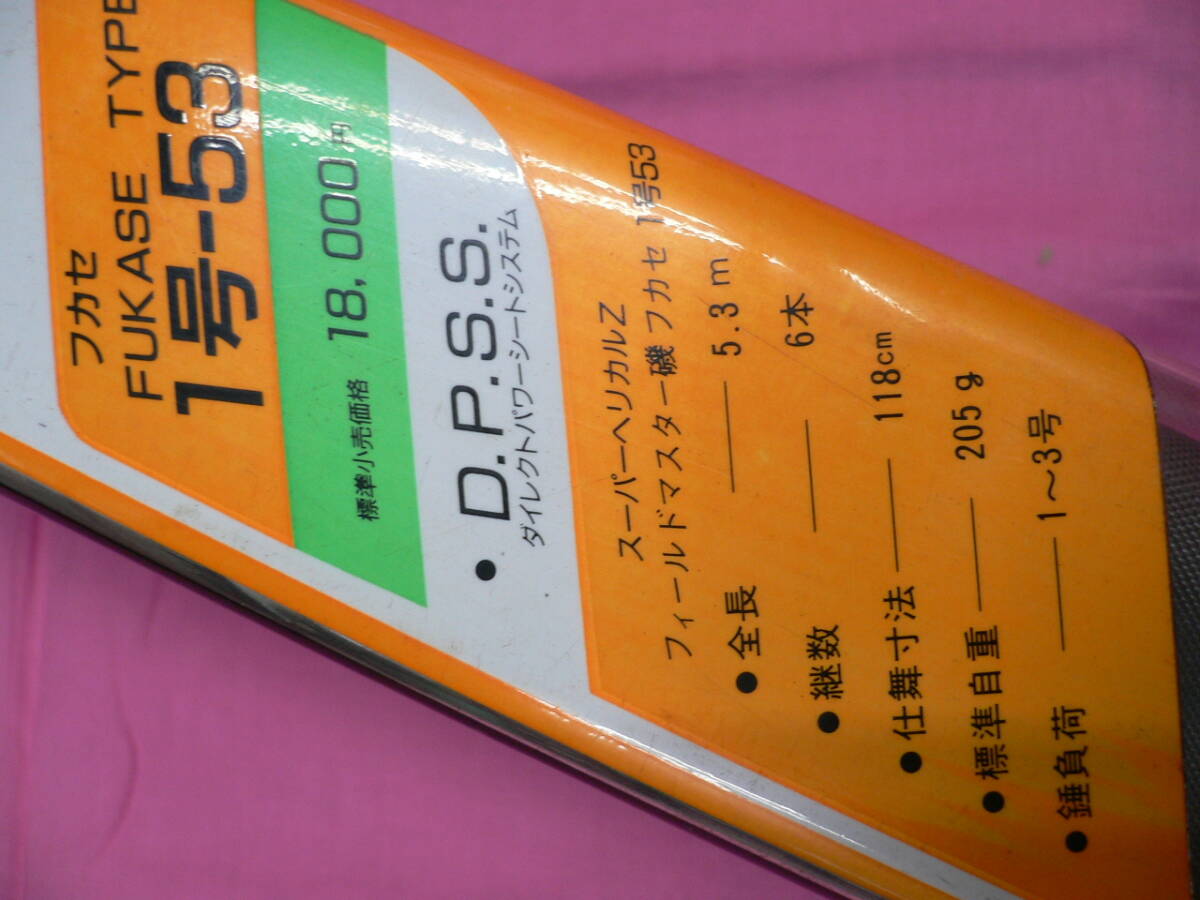 フカセ
FUKASE TYPE
1号-53
標準小売価格 18,000円
• D.P.S.S.
ダイレクトパワーシートシステム
スーパーヘリカルZ
フィールドマスター磯フカセ 1号53
●全長 —— 5.3m
●継数 —— 6本
●仕舞寸法 —— 118cm
●標準自重 —— 205g
●錘負荷 —— 1〜3号